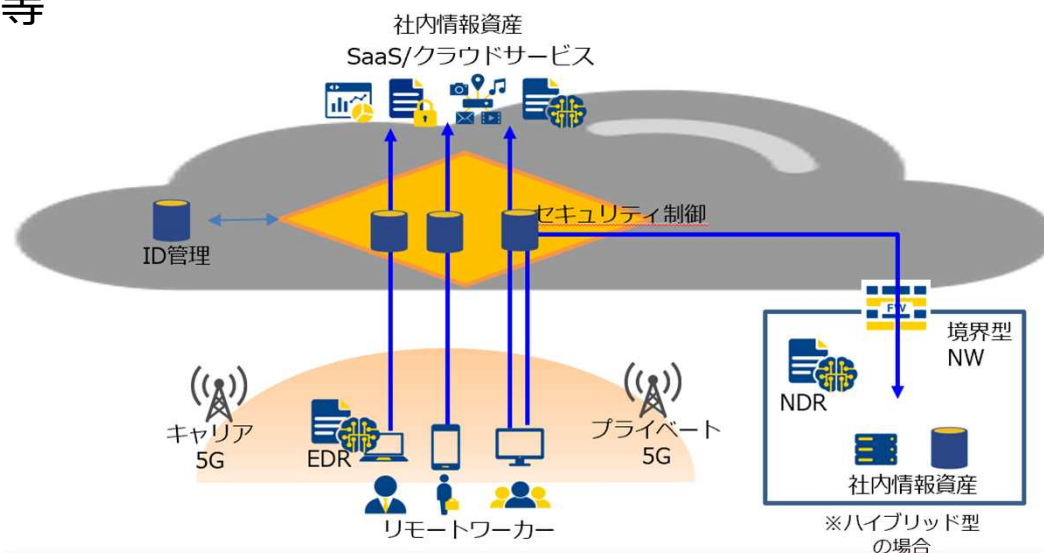 等
社内情報資産
SaaS/クラウドサービス
セキュリティ制御
ID管理
FW
境界型
NW
NDR
キャリア
5G
EDR
プライベート
5G
社内情報資産
リモートワーカー
※ハイブリッド型
の場合